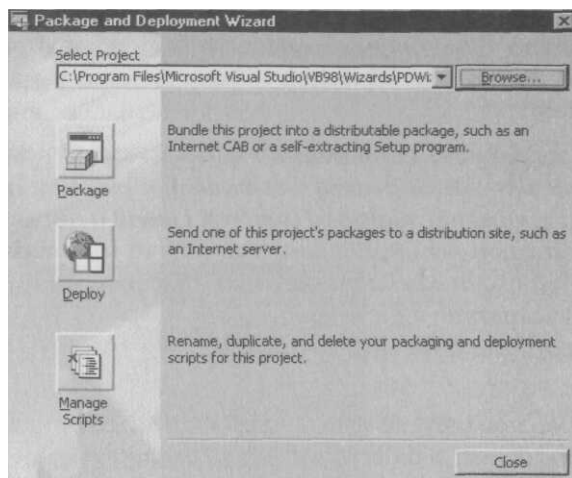 Package and Deployment Wizard
Select Project
C:\Program Files\Microsoft Visual Studio\VB98\Wizards\PDWi:
Browse...
Bundle this project into a distributable package, such as an
Internet CAB or a self-extracting Setup program.
Package
Send one of this project's packages to a distribution site, such as
an Internet server.
Deploy
Rename, duplicate, and delete your packaging and deployment
scripts for this project.
Manage
Scripts
Close